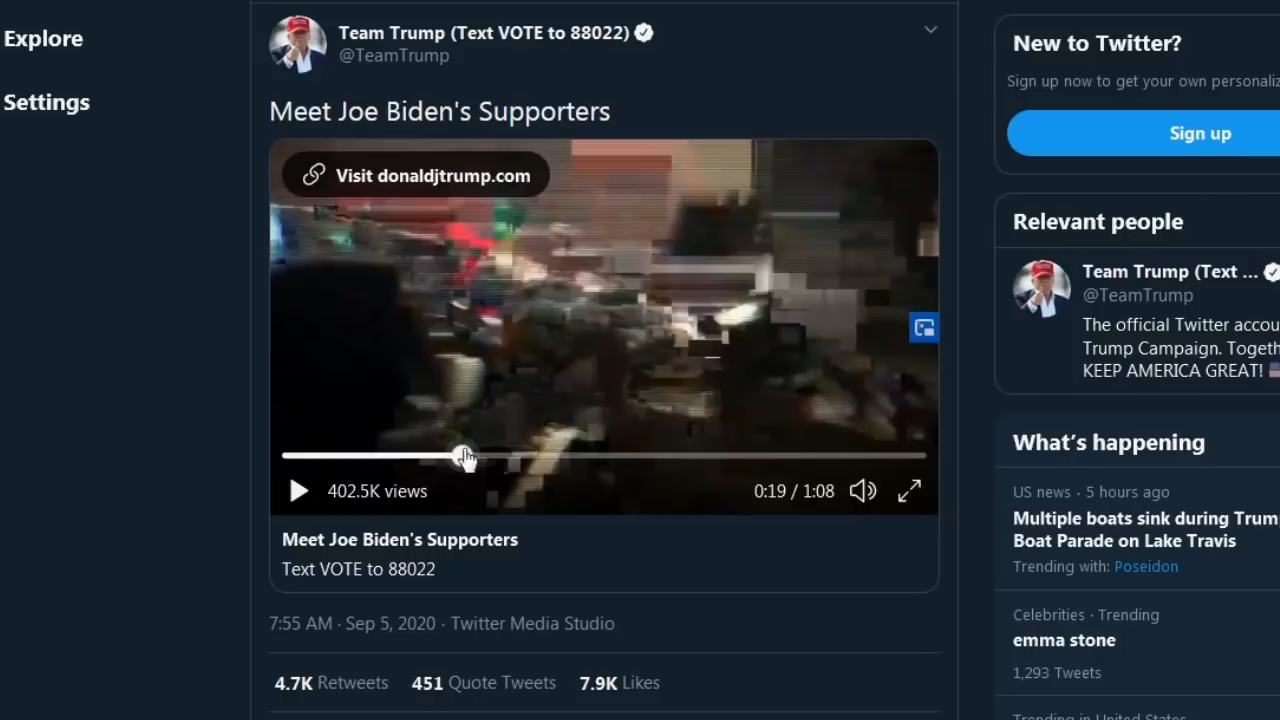 Explore
Settings
Team Trump (Text VOTE to 88022)
@TeamTrump
Meet Joe Biden's Supporters
Visit donaldjtrump.com
402.5K views
0:19 / 1:08
Meet Joe Biden's Supporters
Text VOTE to 88022
7:55 AM · Sep 5, 2020 · Twitter Media Studio
4.7K Retweets 451 Quote Tweets 7.9K Likes
New to Twitter?
Sign up now to get your own personaliz
Sign up
Relevant people
Team Trump (Text ...
@TeamTrump
The official Twitter accou
Trump Campaign. Togeth
KEEP AMERICA GREAT!
What's happening
US news · 5 hours ago
Multiple boats sink during Trum
Boat Parade on Lake Travis
Trending with: Poseidon
Celebrities · Trending
emma stone
1,293 Tweets
Trending in United States